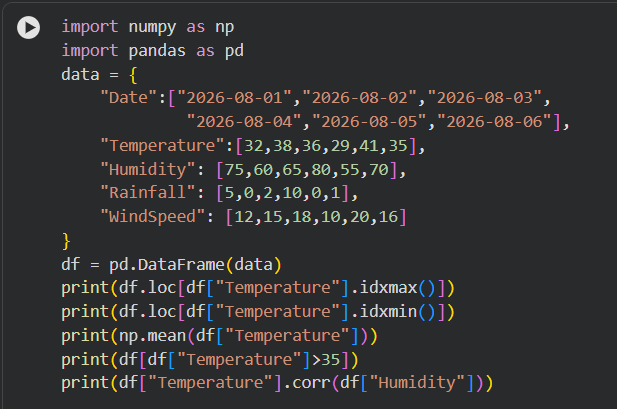 import numpy as np
import pandas as pd
data = {
    "Date":["2026-08-01","2026-08-02","2026-08-03",
            "2026-08-04","2026-08-05","2026-08-06"],
    "Temperature":[32,38,36,29,41,35],
    "Humidity": [75,60,65,80,55,70],
    "Rainfall": [5,0,2,10,0,1],
    "WindSpeed": [12,15,18,10,20,16]
}
df = pd.DataFrame(data)
print(df.loc[df["Temperature"].idxmax()])
print(df.loc[df["Temperature"].idxmin()])
print(np.mean(df["Temperature"]))
print(df[df["Temperature"]>35])
print(df["Temperature"].corr(df["Humidity"]))